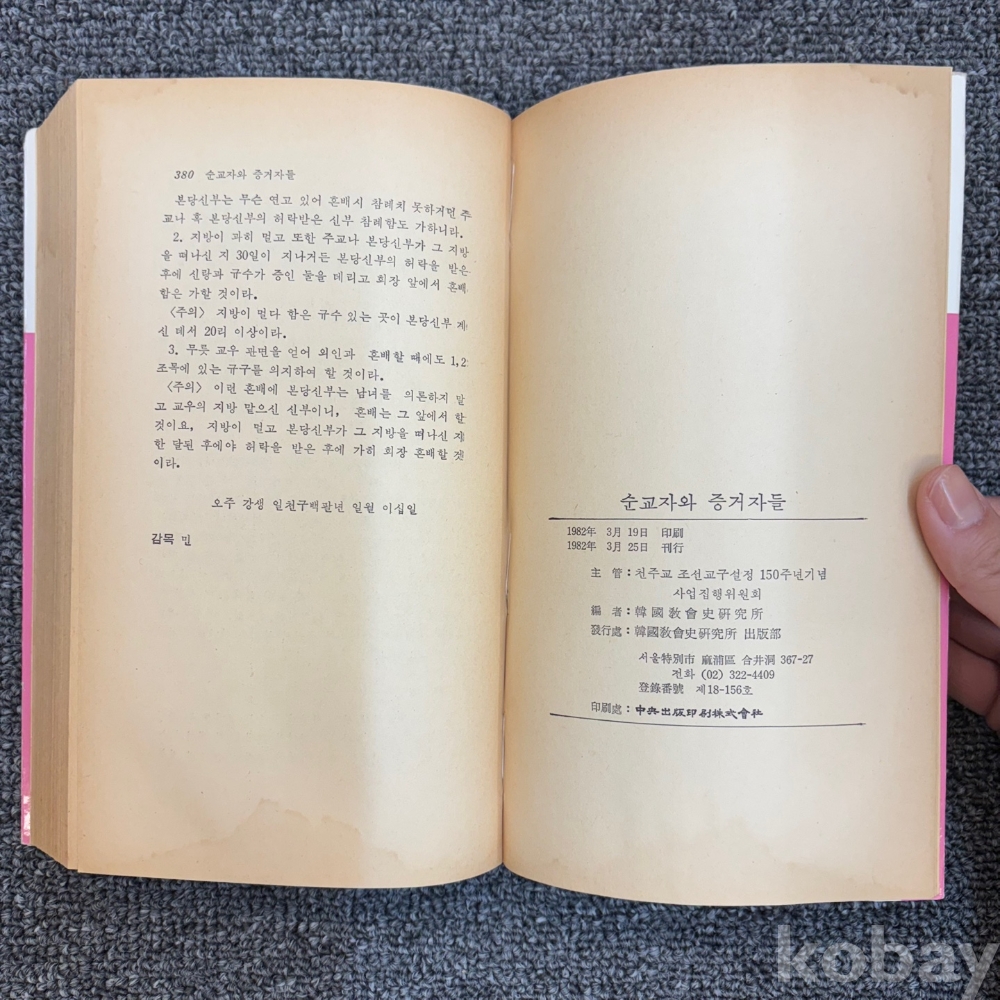 380 순교자와 증거자들
본당신부는 무슨 연고 있어 혼배시 참례치 못하거던 주
교나 혹 본당신부의 허락받은 신부 참례함도 가하니라.
2. 지방이 과히 멀고 또한 주교나 본당신부가 그 지방
을 떠나신 지 30일이 지나거든 본당신부의 허락을 받은
후에 신랑과 규수가 증인 둘을 데리고 회장 앞에서 혼배
함은 가할 것이라.
〈주의〉 지방이 멀다 함은 규수 있는 곳이 본당신부 계
신 데서 20리 이상이라.
3. 무릇 교우 관면을 얻어 외인과 혼배할 때에도 1, 2
조목에 있는 규구를 의지하여 할 것이라.
〈주의〉 이런 혼배에 본당신부는 남녀를 의론하지 말
고 교우의 지방 맡으신 신부이니, 혼배는 그 앞에서 할
것이요, 지방이 멀고 본당신부가 그 지방을 떠나신 지
한 달된 후에야 허락을 받은 후에 가히 회장 혼배할 것
이라.
오주 강생 일천구백팔년 일월 이십일
감목 민
순교자와 증거자들
1982年 3月 19日 印刷
1982年 3月 25日 刊行
主 管 : 천주교 조선교구설정 150주년기념
사업집행위원회
編 者 : 韓國敎會史硏究所
發行處 : 韓國敎會史硏究所 出版部
서울特別市 麻浦區 合井洞 367-27
전화 (02) 322-4409
登錄番號 제18-156호
印刷處 : 中央出版印刷株式會社
kobay